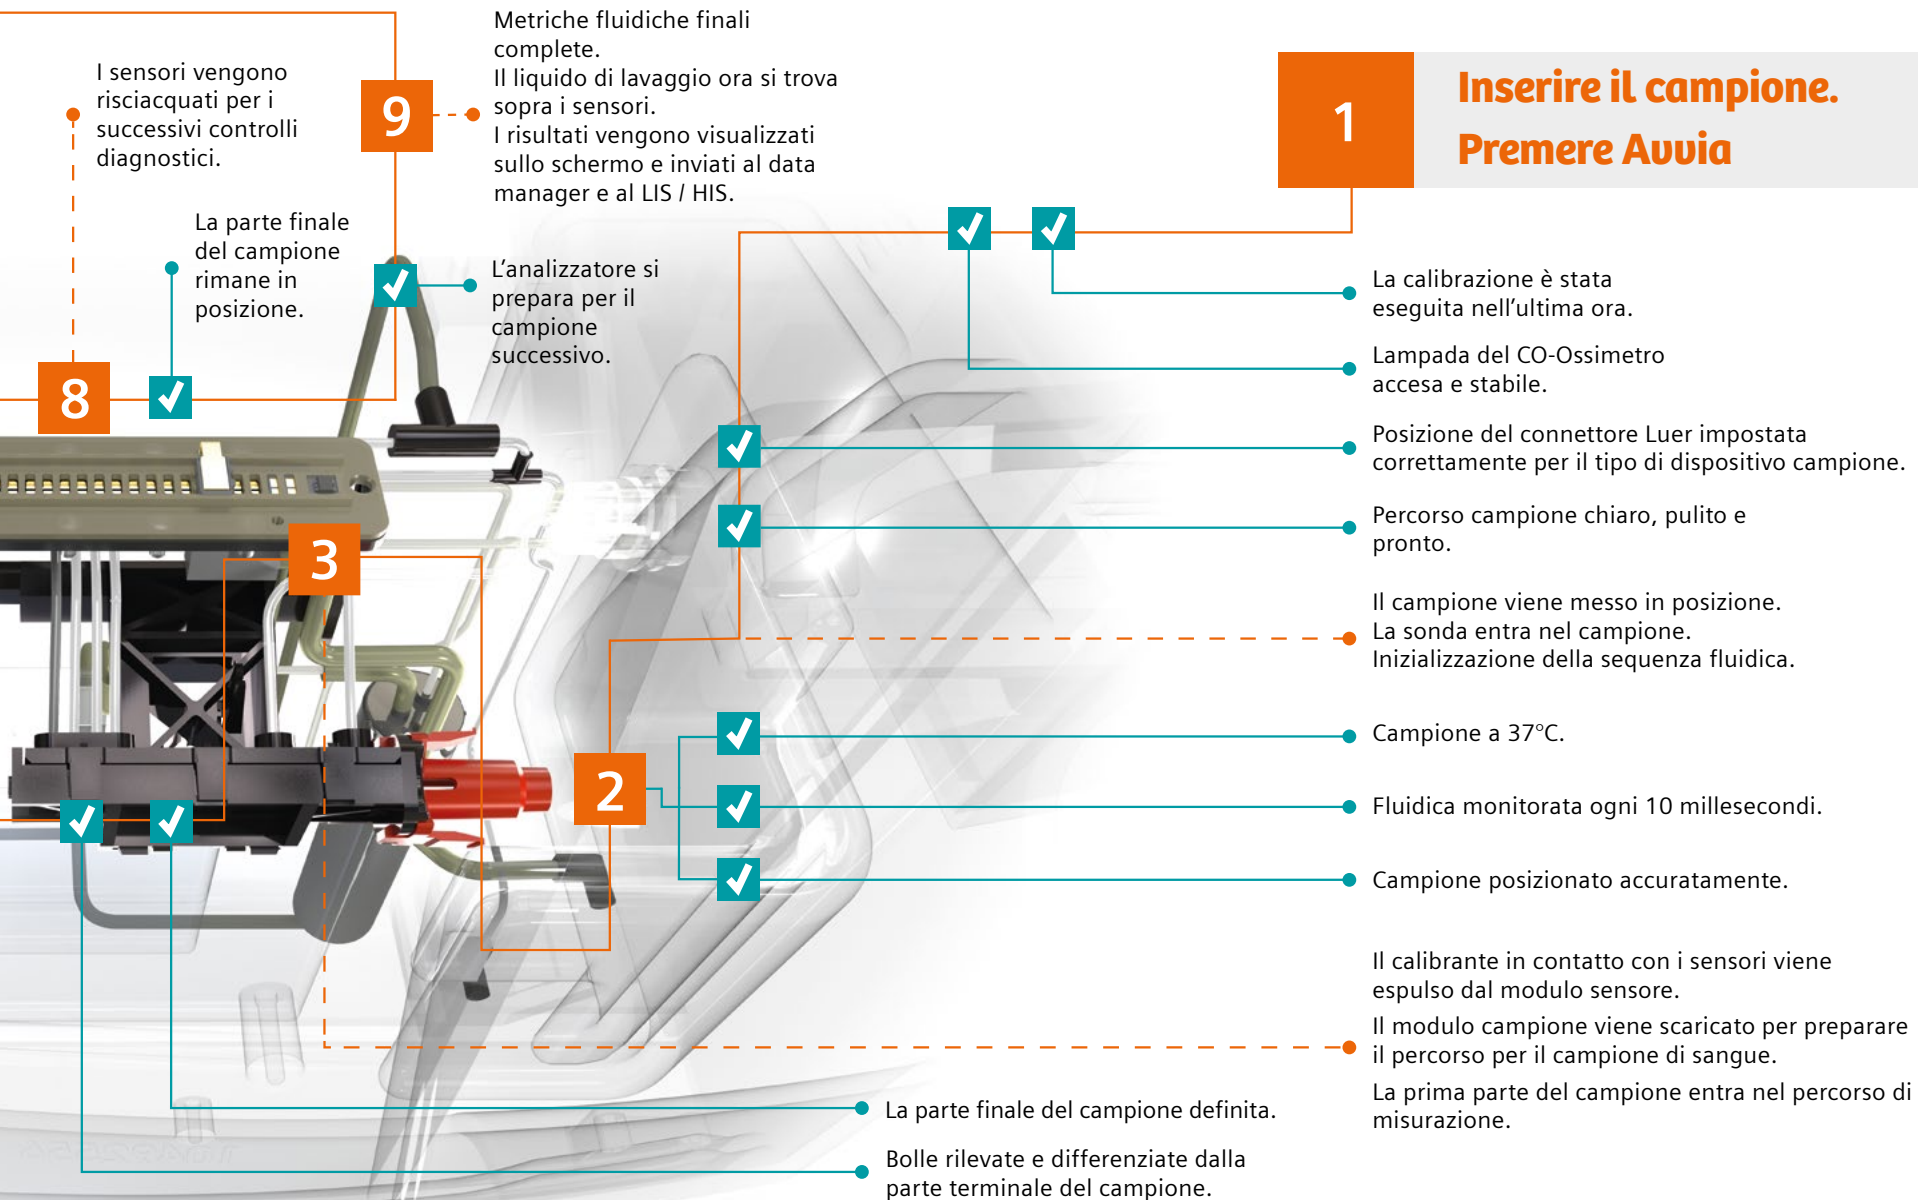 1
Inserire il campione.
Premere Avvia
La calibrazione è stata
eseguita nell'ultima ora.
Lampada del CO-Ossimetro
accesa e stabile.
Posizione del connettore Luer impostata
correttamente per il tipo di dispositivo campione.
Percorso campione chiaro, pulito e
pronto.
Il campione viene messo in posizione.
La sonda entra nel campione.
Inizializzazione della sequenza fluidica.
2
Campione a 37°C.
Fluidica monitorata ogni 10 millesecondi.
Campione posizionato accuratamente.
3
Il calibrante in contatto con i sensori viene
espulso dal modulo sensore.
Il modulo campione viene scaricato per preparare
il percorso per il campione di sangue.
La prima parte del campione entra nel percorso di
misurazione.
La parte finale del campione definita.
Bolle rilevate e differenziate dalla
parte terminale del campione.
8
I sensori vengono
risciacquati per i
successivi controlli
diagnostici.
La parte finale
del campione
rimane in
posizione.
9
Metriche fluidiche finali
complete.
Il liquido di lavaggio ora si trova
sopra i sensori.
I risultati vengono visualizzati
sullo schermo e inviati al data
manager e al LIS / HIS.
L'analizzatore si
prepara per il
campione
successivo.